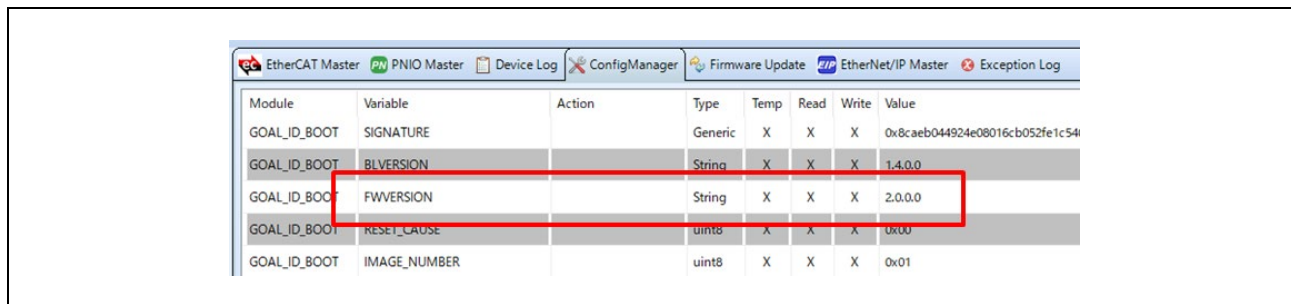 EtherCAT Master PNIO Master Device Log ConfigManager Firmware Update EtherNet/IP Master Exception Log
Module Variable Action Type Temp Read Write Value
GOAL_ID_BOOT SIGNATURE Generic X X X 0x8caeb044924e08016cb052fe1c54
GOAL_ID_BOOT BLVERSION String X X X 1.4.0.0
GOAL_ID_BOOT FWVERSION String X X X 2.0.0.0
GOAL_ID_BOOT RESET_CAUSE uint8 X X X 0x00
GOAL_ID_BOOT IMAGE_NUMBER uint8 X X X 0x01